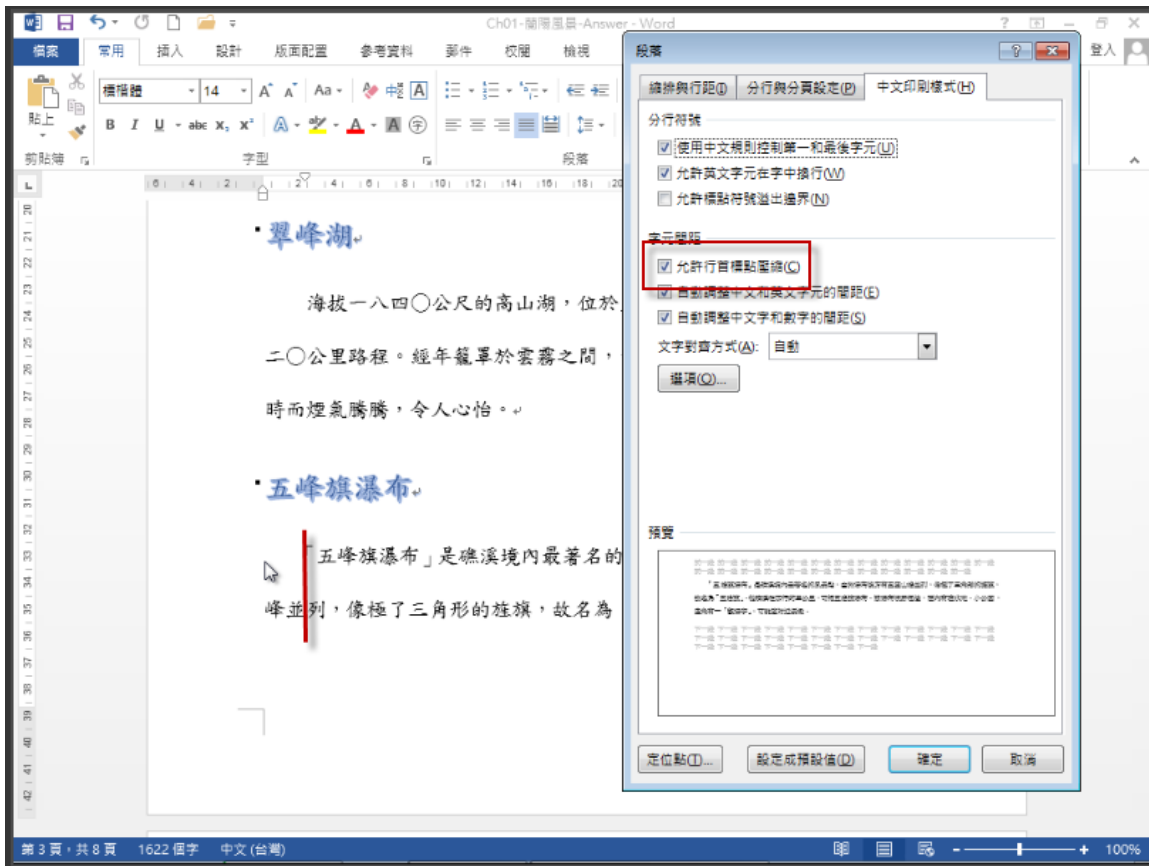 Ch01-蘭陽風景-Answer - Word
檔案 常用 插入 設計 版面配置 參考資料 郵件 校閱 檢視 登入
標楷體 14
貼上
B I U abc X₂ X² A A A
剪貼簿 字型 段落
翠峰湖
海拔一八四〇公尺的高山湖，位於
二〇公里路程。經年籠罩於雲霧之間，
時而煙氣騰騰，令人心怡。
五峰旗瀑布
「五峰旗瀑布」是礁溪境內最著名的
峰並列，像極了三角形的旌旗，故名為
段落
縮排與行距(I) 分行與分頁設定(P) 中文印刷樣式(H)
分行符號
使用中文規則控制第一和最後字元(U)
允許英文字元在字中換行(W)
允許標點符號溢出邊界(N)
字元間距
允許行首標點壓縮(C)
自動調整中文和英文字元的間距(E)
自動調整中文字和數字的間距(S)
文字對齊方式(A): 自動
選項(O)...
預覽
定位點(T)... 設定成預設值(D) 確定 取消
第 3 頁，共 8 頁 1622 個字 中文 (台灣) 100%